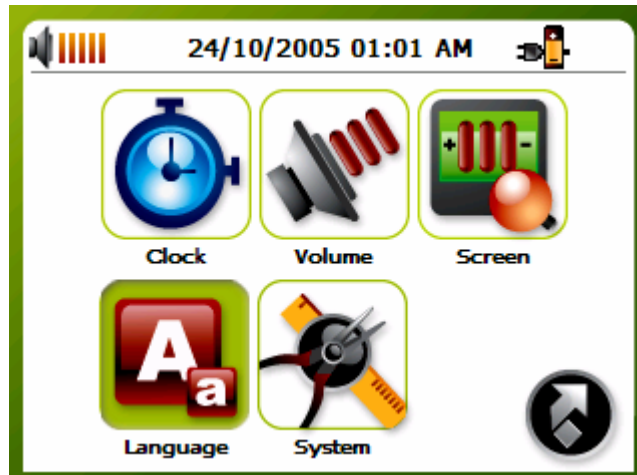 24/10/2005 01:01 AM
Clock Volume Screen
A a
Language System